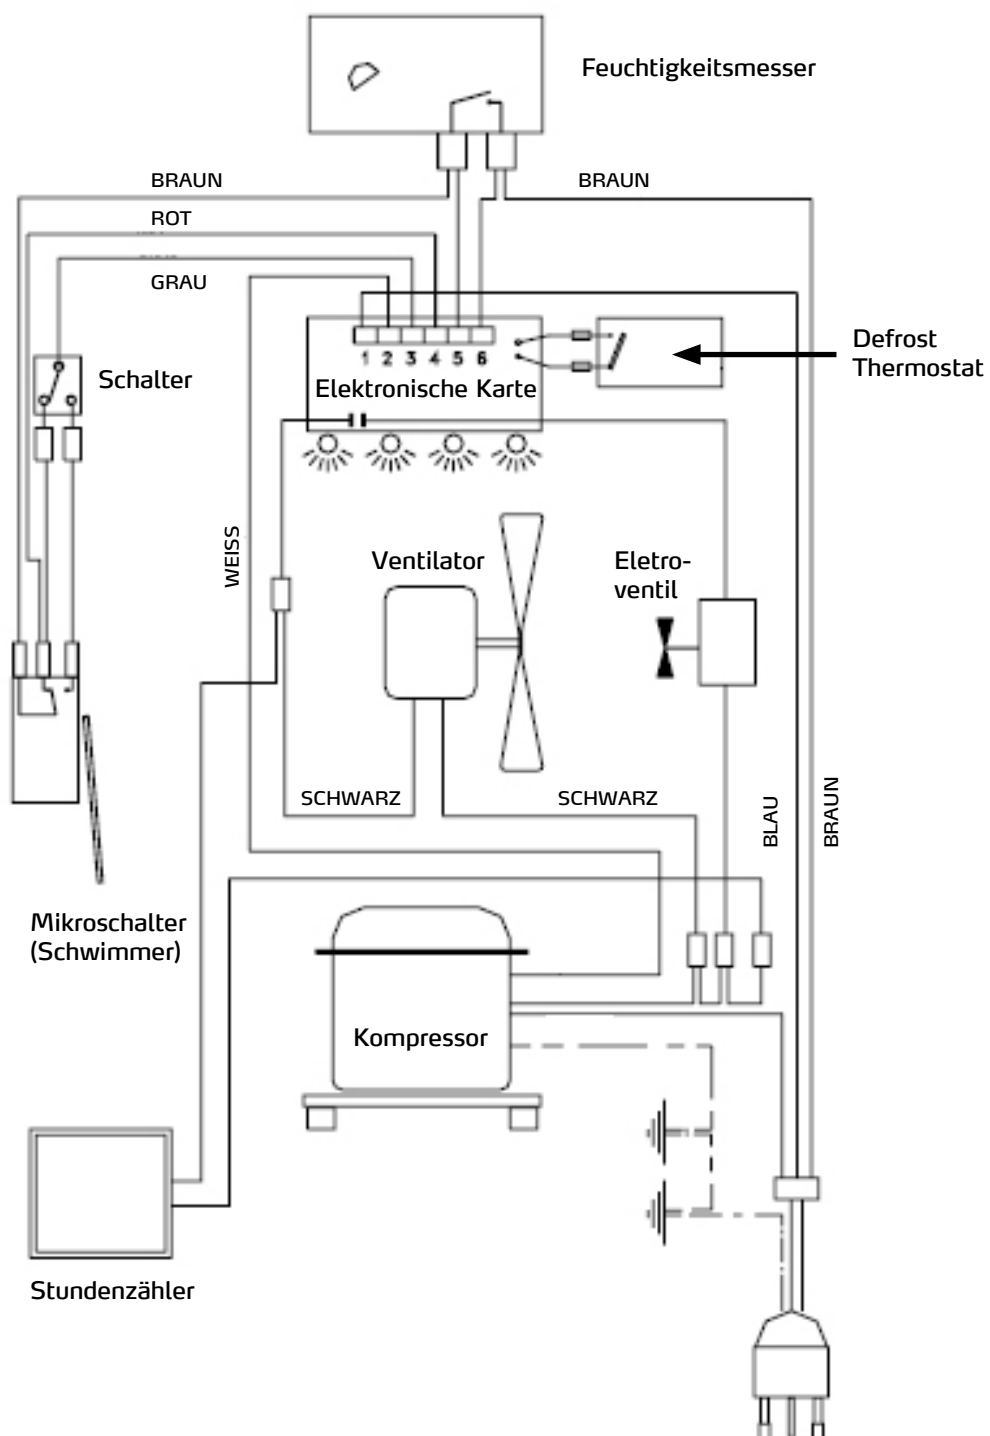 Feuchtigkeitsmesser
BRAUN
BRAUN
ROT
GRAU
1 2 3 4 5 6
Elektronische Karte
Defrost
Thermostat
Schalter
WEISS
Ventilator
Eletro-
ventil
SCHWARZ
SCHWARZ
BLAU
BRAUN
Mikroschalter
(Schwimmer)
Kompressor
Stundenzähler